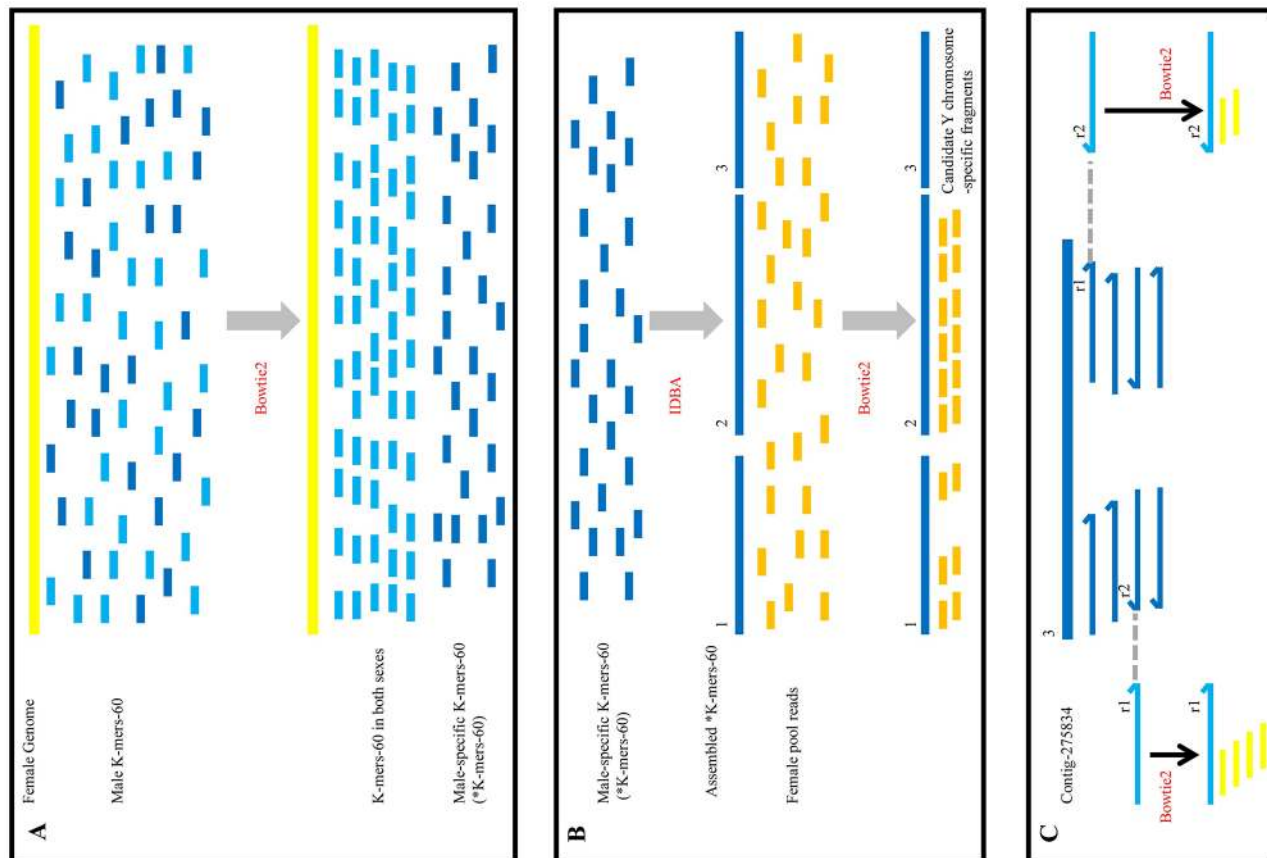 A
Female Genome
Male K-mers-60
Bowtie2
K-mers-60 in both sexes
Male-specific K-mers-60
(*K-mers-60)
B
Male-specific K-mers-60
(*K-mers-60)
IDBA
Assembled *K-mers-60
1
2
3
Female pool reads
Bowtie2
1
2
3
Candidate Y chromosome
-specific fragments
C
Contig-275834
3
r1
r2
r1
r2
Bowtie2
r1
r2
Bowtie2